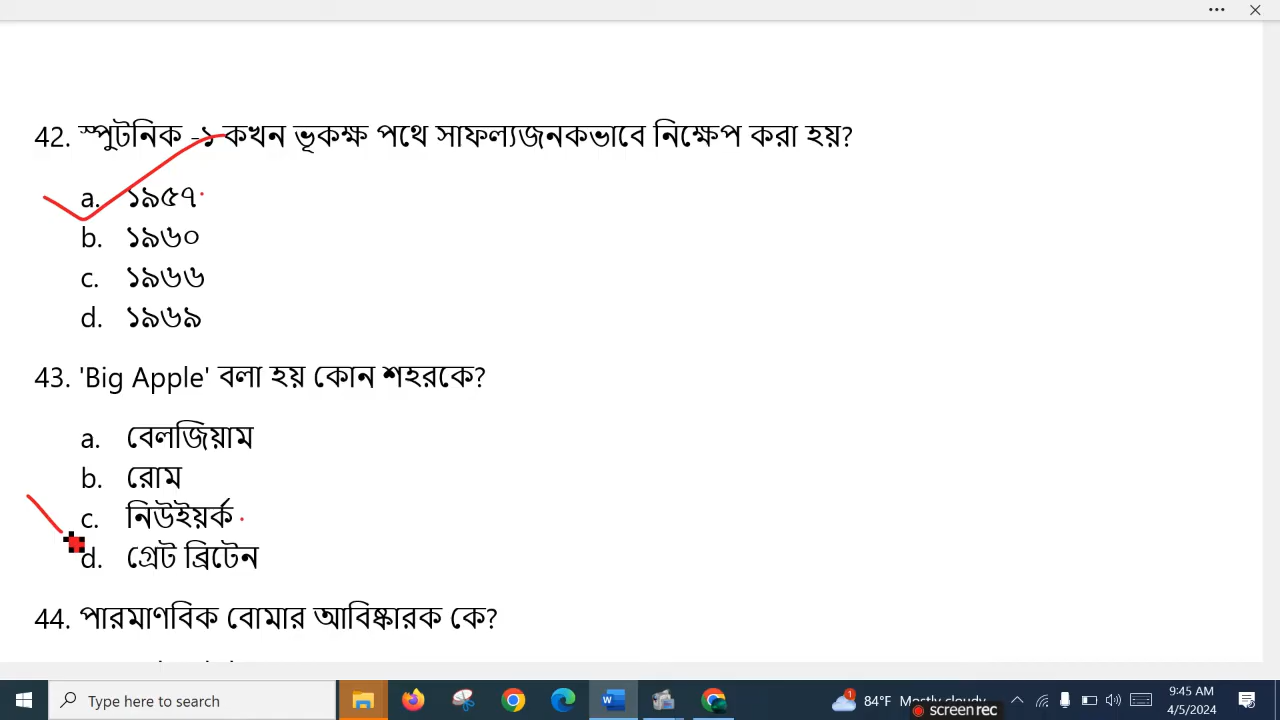 42. স্পুটনিক -১ কখন ভূকক্ষ পথে সাফল্যজনকভাবে নিক্ষেপ করা হয়?
a. ১৯৫৭
b. ১৯৬০
c. ১৯৬৬
d. ১৯৬৯
43. 'Big Apple' বলা হয় কোন শহরকে?
a. বেলজিয়াম
b. রোম
c. নিউইয়র্ক
d. গ্রেট ব্রিটেন
44. পারমাণবিক বোমার আবিষ্কারক কে?
Type here to search
84°F Mostly cloudy
9:45 AM
4/5/2024
screenrec